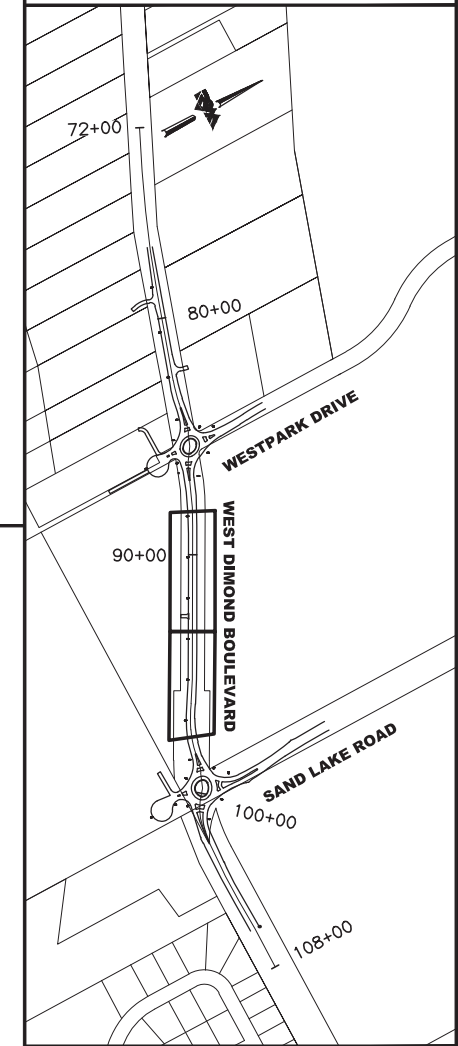 72+00
80+00
WESTPARK DRIVE
90+00
WEST DIMOND BOULEVARD
SAND LAKE ROAD
100+00
108+00